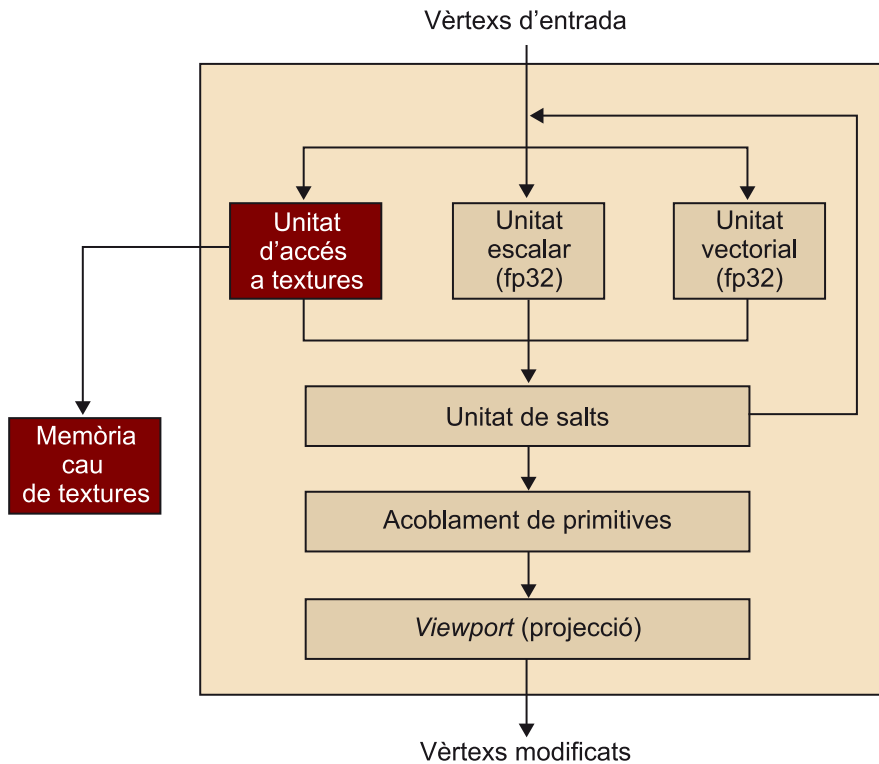 Vèrtexs d’entrada
Unitat
d’accés
a textures
Unitat
escalar
(fp32)
Unitat
vectorial
(fp32)
Unitat de salts
Memòria
cau
de textures
Acoblament de primitives
Viewport (projecció)
Vèrtexs modificats